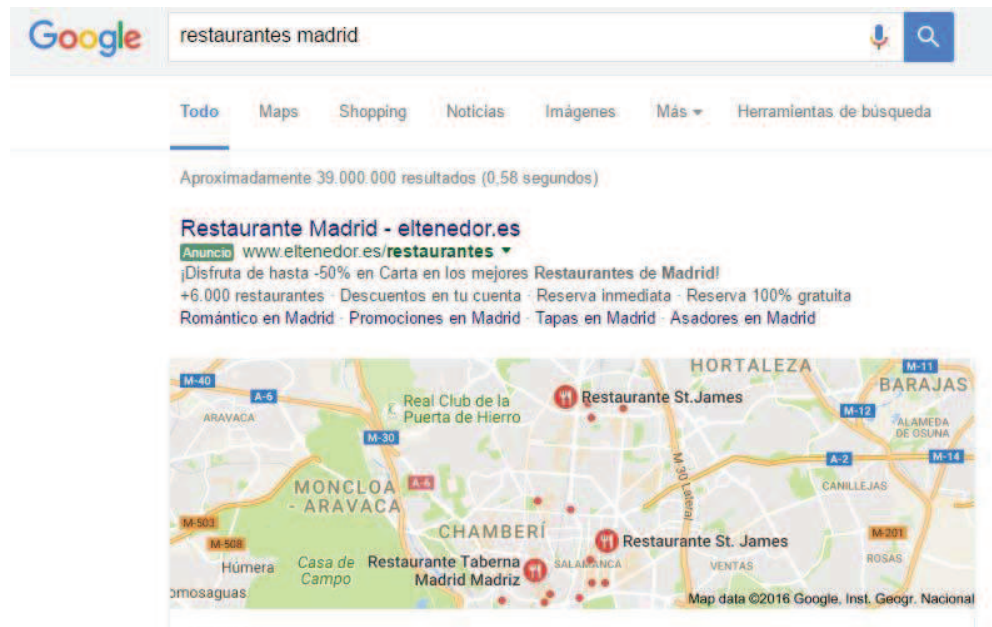 Google
restaurantes madrid
Todo Maps Shopping Noticias Imágenes Más Herramientas de búsqueda
Aproximadamente 39.000.000 resultados (0,58 segundos)
Restaurante Madrid - eltenedor.es
Anuncio www.eltenedor.es/restaurantes
¡Disfruta de hasta -50% en Carta en los mejores Restaurantes de Madrid!
+6.000 restaurantes · Descuentos en tu cuenta · Reserva inmediata · Reserva 100% gratuita
Romántico en Madrid · Promociones en Madrid · Tapas en Madrid · Asadores en Madrid
HORTALEZA
M-11
M-40
BARAJAS
A-6
Real Club de la
Puerta de Hierro
Restaurante St.James
ARAVACA
M-12
ALAMEDA
DE OSUNA
M-30
A-2
M-14
M-30 Lateral
MONCLOA
- ARAVACA
A-6
CANILLEJAS
M-503
CHAMBERÍ
M-201
M-508
Restaurante St. James
Húmera
Casa de
Campo
Restaurante Taberna
Madrid Madriz
SALAMANCA
VENTAS
ROSAS
omosaguas
Map data ©2016 Google, Inst. Geogr. Nacional